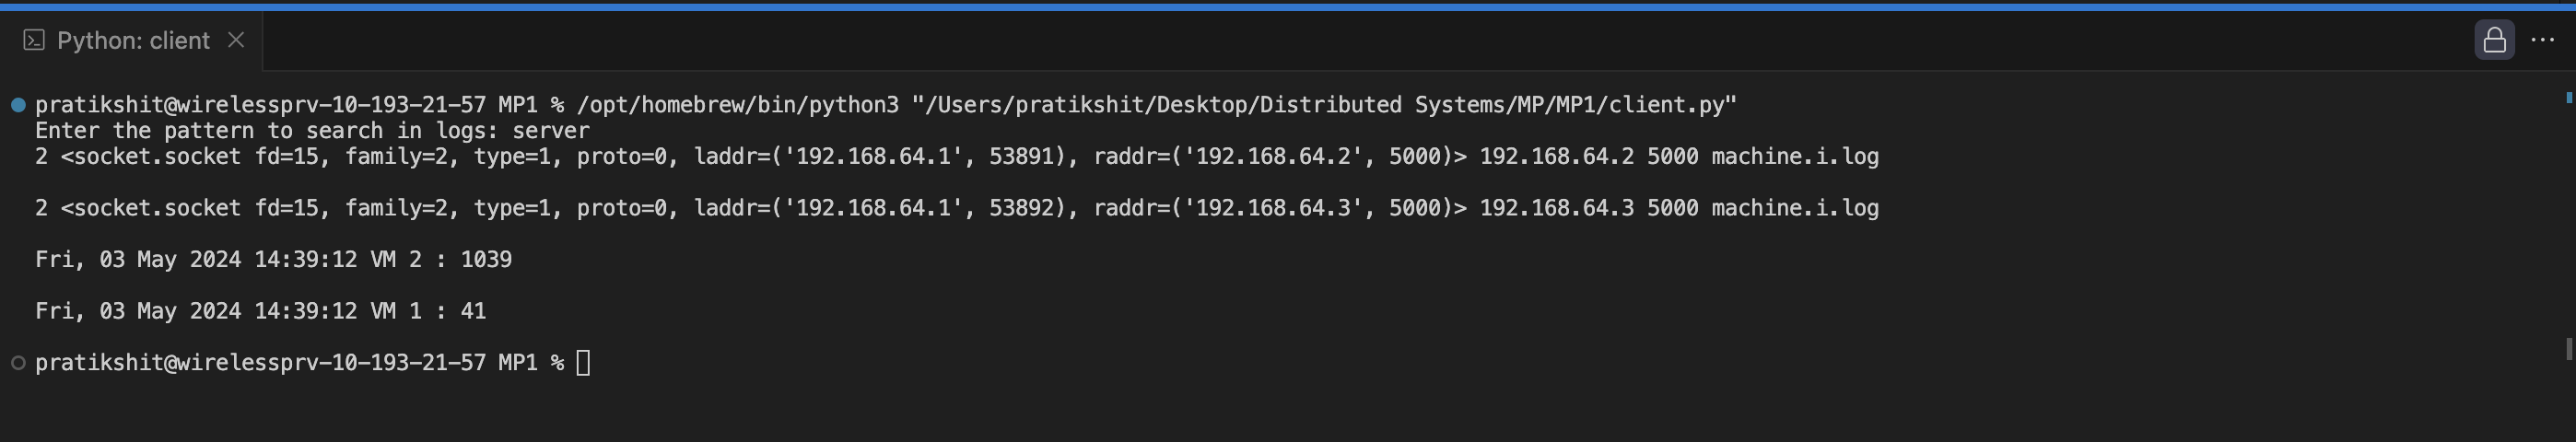 Python: client
pratikshit@wirelessprv-10-193-21-57 MP1 % /opt/homebrew/bin/python3 "/Users/pratikshit/Desktop/Distributed Systems/MP/MP1/client.py"
Enter the pattern to search in logs: server
2 <socket.socket fd=15, family=2, type=1, proto=0, laddr=('192.168.64.1', 53891), raddr=('192.168.64.2', 5000)> 192.168.64.2 5000 machine.i.log
2 <socket.socket fd=15, family=2, type=1, proto=0, laddr=('192.168.64.1', 53892), raddr=('192.168.64.3', 5000)> 192.168.64.3 5000 machine.i.log
Fri, 03 May 2024 14:39:12 VM 2 : 1039
Fri, 03 May 2024 14:39:12 VM 1 : 41
pratikshit@wirelessprv-10-193-21-57 MP1 %